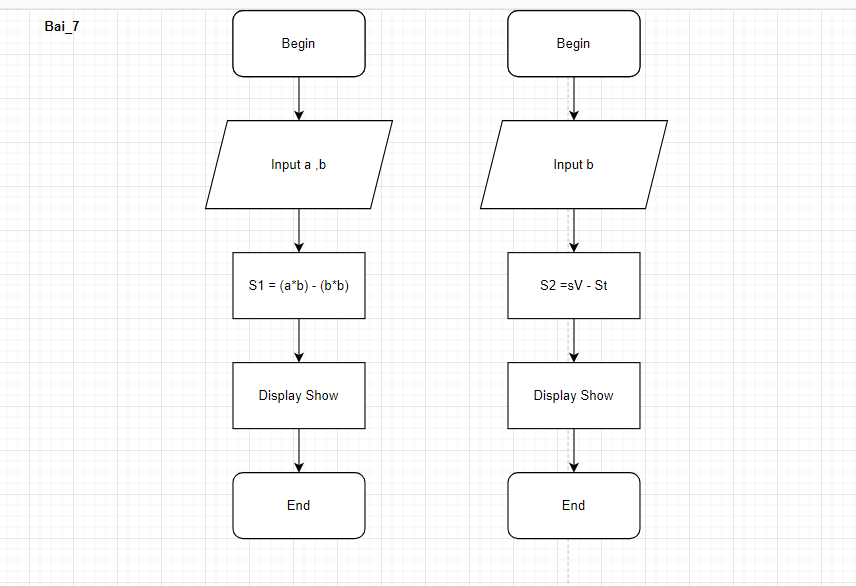 Bai_7
Begin
Input a ,b
S1 = (a*b) - (b*b)
Display Show
End
Begin
Input b
S2 =sV - St
Display Show
End